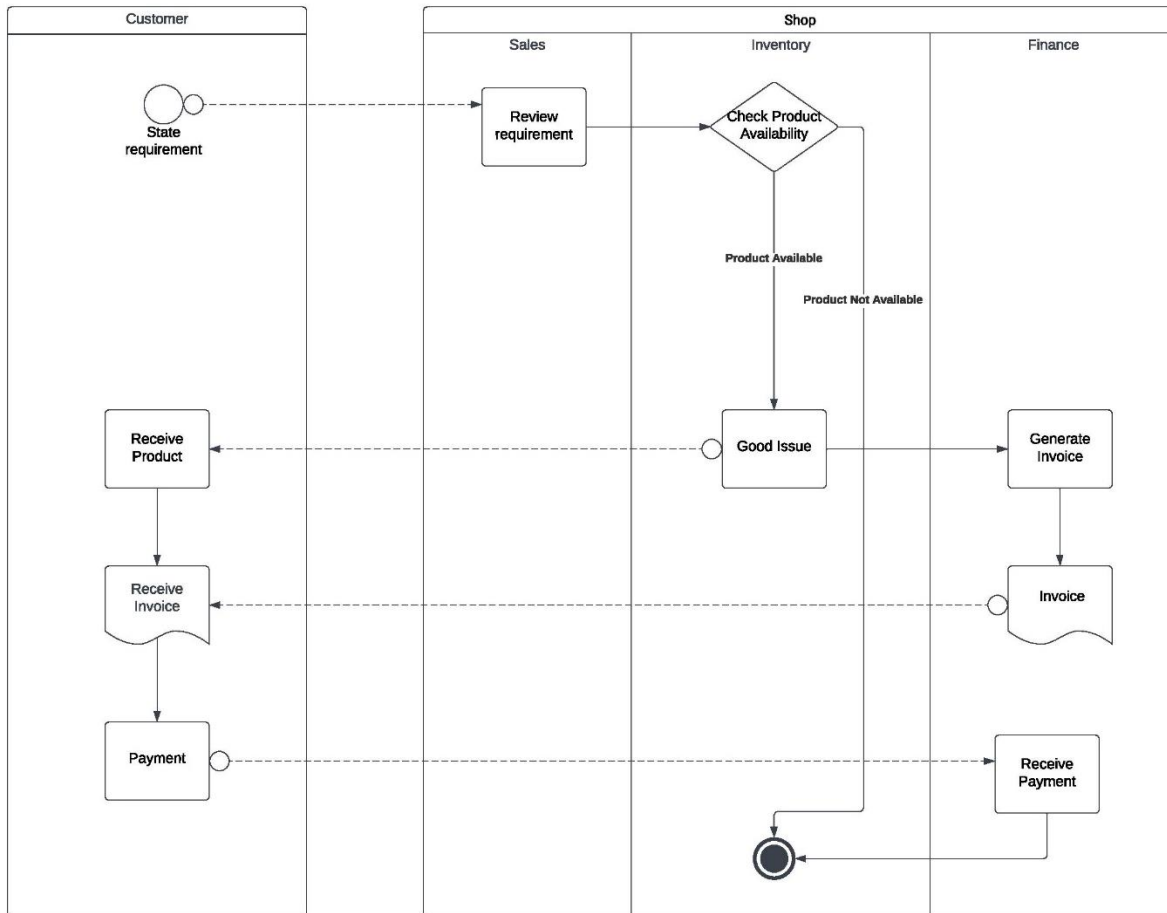 Customer
Shop
Sales
Inventory
Finance
State
requirement
Review
requirement
Check Product
Availability
Product Available
Product Not Available
Receive
Product
Good Issue
Generate
Invoice
Receive
Invoice
Invoice
Payment
Receive
Payment